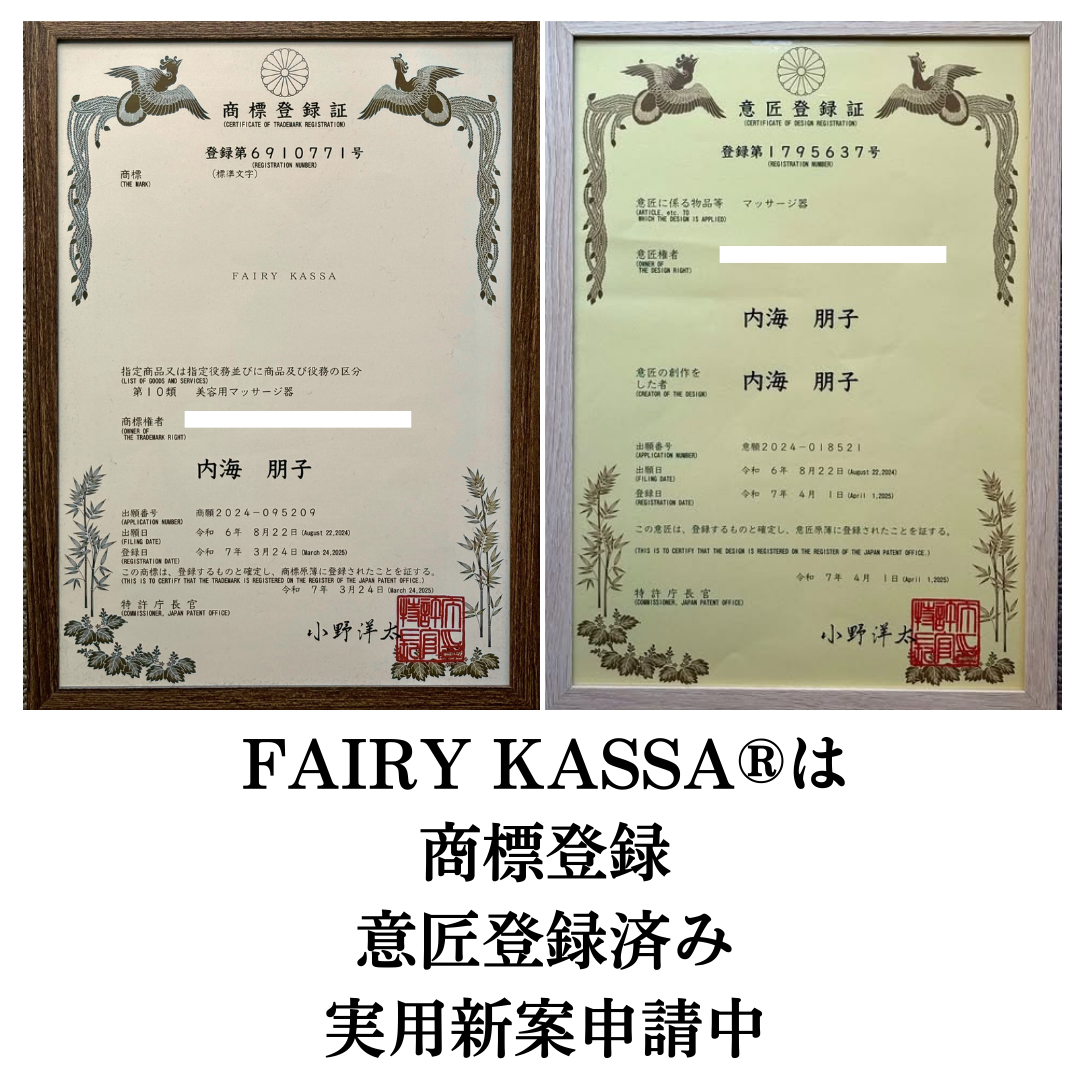 商標登録証
(CERTIFICATE OF TRADEMARK REGISTRATION)
登録第6910771号
(REGISTRATION NUMBER)
商標
(THE MARK)
(標準文字)
FAIRY KASSA
指定商品又は指定役務並びに商品及び役務の区分
(LIST OF GOODS AND SERVICES)
第10類 美容用マッサージ器
商標権者
(OWNER OF
THE TRADEMARK RIGHT)
内海 朋子
出願番号 商願2024-095209
(APPLICATION NUMBER)
出願日 令和 6年 8月22日(August 22,2024)
(FILING DATE)
登録日 令和 7年 3月24日(March 24,2025)
(REGISTRATION DATE)
この商標は、登録するものと確定し、商標原簿に登録されたことを証する。
(THIS IS TO CERTIFY THAT THE TRADEMARK IS REGISTERED ON THE REGISTER OF THE JAPAN PATENT OFFICE.)
令和 7年 3月24日(March 24,2025)
特許庁長官
(COMMISSIONER, JAPAN PATENT OFFICE)
小野洋太
意匠登録証
(CERTIFICATE OF DESIGN REGISTRATION)
登録第1795637号
(REGISTRATION NUMBER)
意匠に係る物品等 マッサージ器
(ARTICLE, etc. TO
WHICH THE DESIGN IS APPLIED)
意匠権者
(OWNER OF
THE DESIGN RIGHT)
内海 朋子
意匠の創作を
した者
(CREATOR OF THE DESIGN)
内海 朋子
出願番号 意願2024-018521
(APPLICATION NUMBER)
出願日 令和 6年 8月22日(August 22,2024)
(FILING DATE)
登録日 令和 7年 4月 1日(April 1,2025)
(REGISTRATION DATE)
この意匠は、登録するものと確定し、意匠原簿に登録されたことを証する。
(THIS IS TO CERTIFY THAT THE DESIGN IS REGISTERED ON THE REGISTER OF THE JAPAN PATENT OFFICE.)
令和 7年 4月 1日(April 1,2025)
特許庁長官
(COMMISSIONER, JAPAN PATENT OFFICE)
小野洋太
FAIRY KASSA®は
商標登録
意匠登録済み
実用新案申請中